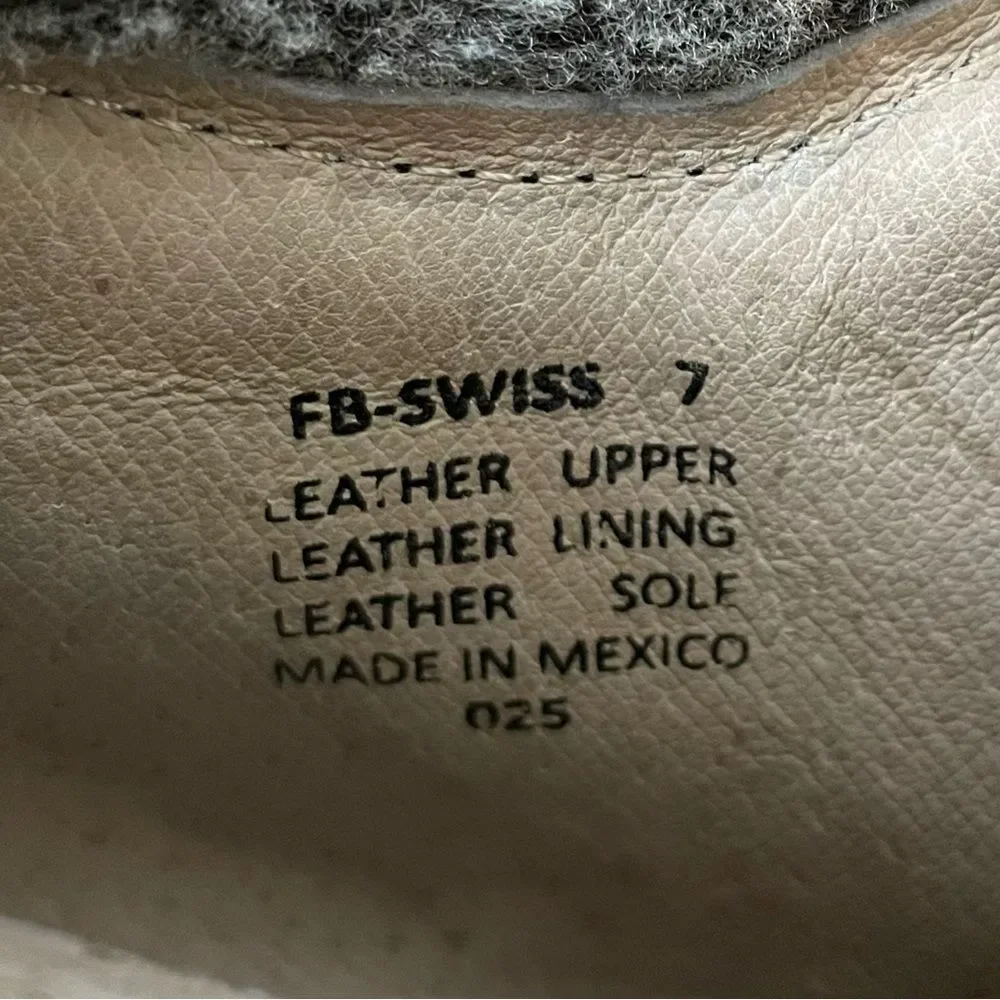 FB-SWISS 7
LEATHER UPPER
LEATHER LINING
LEATHER SOLE
MADE IN MEXICO
025